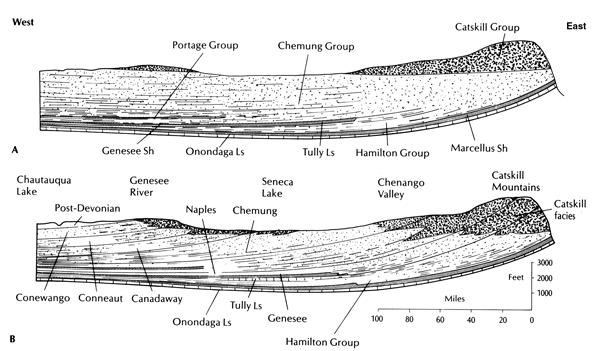 West
East
Catskill Group
Portage Group
Chemung Group
A
Genesee Sh
Onondaga Ls
Tully Ls
Hamilton Group
Marcellus Sh
Chautauqua
Lake
Genesee
River
Seneca
Lake
Chenango
Valley
Catskill
Mountains
Post-Devonian
Naples
Chemung
Catskill
facies
Conewango
Conneaut
Canadaway
Onondaga Ls
Tully Ls
Genesee
Hamilton Group
3000
Feet 2000
1000
Miles
100 80 60 40 20 0
B